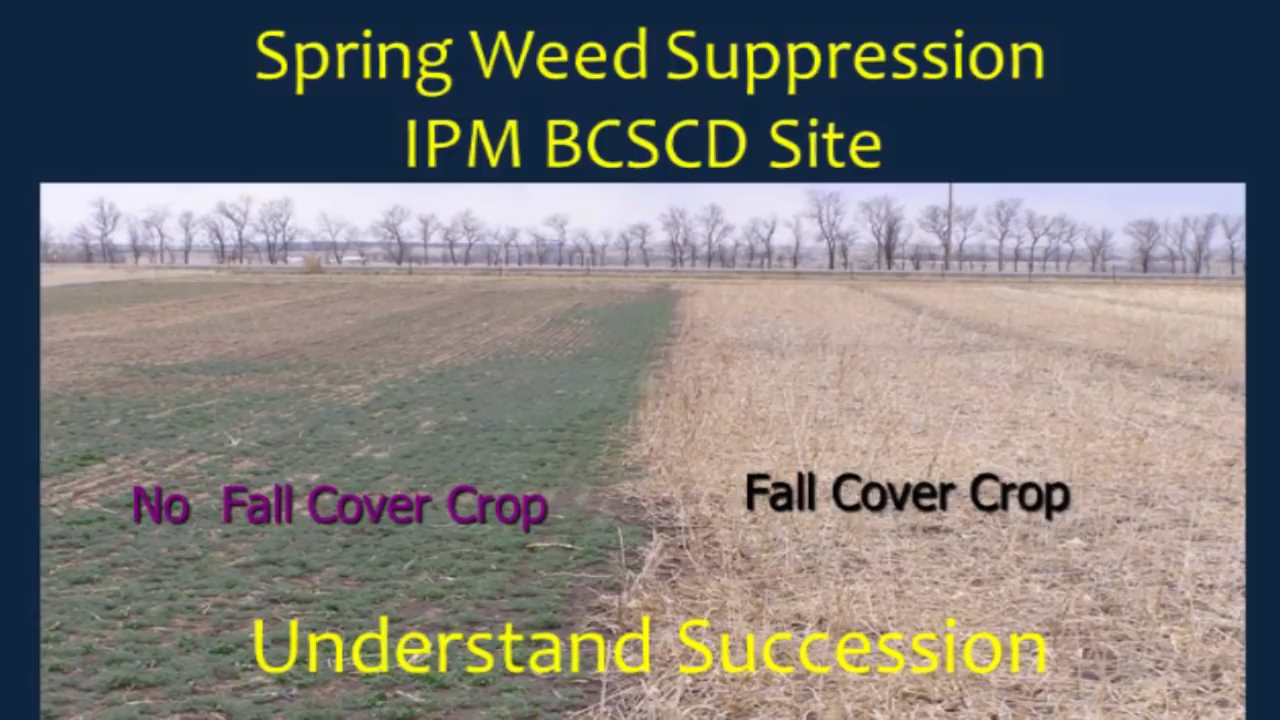 Spring Weed Suppression
IPM BCSCD Site
No Fall Cover Crop
Fall Cover Crop
Understand Succession